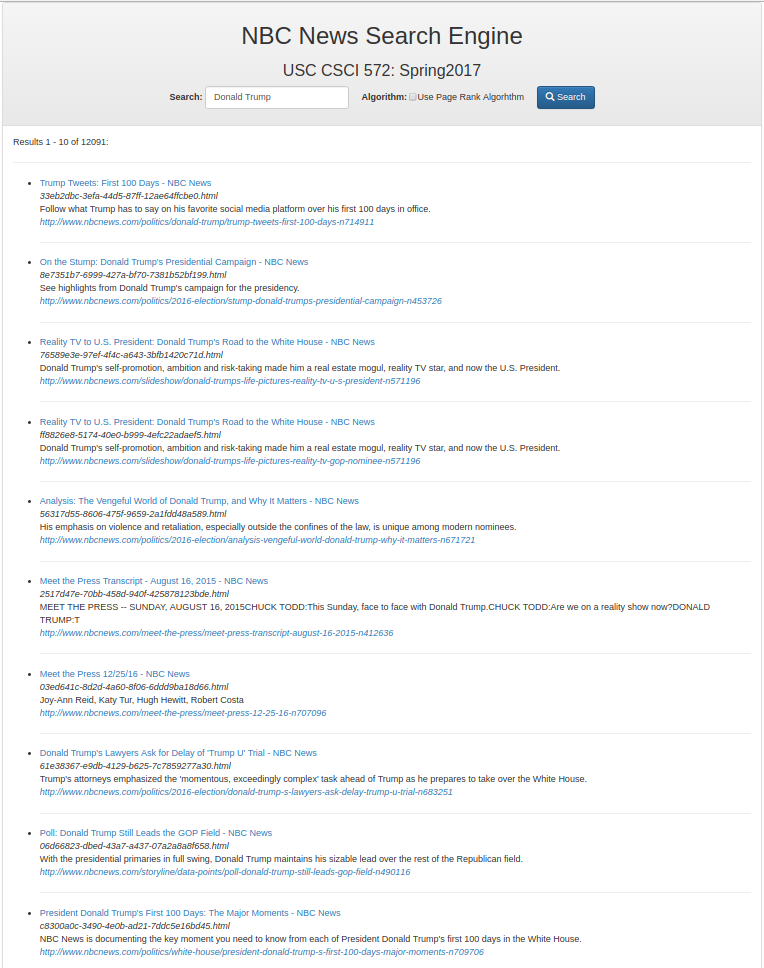 NBC News Search Engine
USC CSCI 572: Spring2017
Search: Donald Trump Algorithm: Use Page Rank Algorhthm Search
Results 1 - 10 of 12091:
Trump Tweets: First 100 Days - NBC News
33eb2dbc-3efa-44d5-87ff-12ae64ffcbe0.html
Follow what Trump has to say on his favorite social media platform over his first 100 days in office.
http://www.nbcnews.com/politics/donald-trump/trump-tweets-first-100-days-n714911
On the Stump: Donald Trump's Presidential Campaign - NBC News
8e7351b7-6999-427a-bf70-7381b52bf199.html
See highlights from Donald Trump's campaign for the presidency.
http://www.nbcnews.com/politics/2016-election/stump-donald-trumps-presidential-campaign-n453726
Reality TV to U.S. President: Donald Trump's Road to the White House - NBC News
76589e3e-97ef-4f4c-a643-3bfb1420c71d.html
Donald Trump's self-promotion, ambition and risk-taking made him a real estate mogul, reality TV star, and now the U.S. President.
http://www.nbcnews.com/slideshow/donald-trumps-life-pictures-reality-tv-u-s-president-n571196
Reality TV to U.S. President: Donald Trump's Road to the White House - NBC News
ff8826e8-5174-40e0-b999-4efc22adaef5.html
Donald Trump's self-promotion, ambition and risk-taking made him a real estate mogul, reality TV star, and now the U.S. President.
http://www.nbcnews.com/slideshow/donald-trumps-life-pictures-reality-tv-gop-nominee-n571196
Analysis: The Vengeful World of Donald Trump, and Why It Matters - NBC News
56317d55-8606-475f-9659-2a1fdd48a589.html
His emphasis on violence and retaliation, especially outside the confines of the law, is unique among modern nominees.
http://www.nbcnews.com/politics/2016-election/analysis-vengeful-world-donald-trump-why-it-matters-n671721
Meet the Press Transcript - August 16, 2015 - NBC News
2517d47e-70bb-458d-940f-425878123bde.html
MEET THE PRESS -- SUNDAY, AUGUST 16, 2015CHUCK TODD:This Sunday, face to face with Donald Trump.CHUCK TODD:Are we on a reality show now?DONALD
TRUMP:T
http://www.nbcnews.com/meet-the-press/meet-press-transcript-august-16-2015-n412636
Meet the Press 12/25/16 - NBC News
03ed641c-8d2d-4a60-8f06-6ddd9ba18d66.html
Joy-Ann Reid, Katy Tur, Hugh Hewitt, Robert Costa
http://www.nbcnews.com/meet-the-press/meet-press-12-25-16-n707096
Donald Trump's Lawyers Ask for Delay of 'Trump U' Trial - NBC News
61e38367-e9db-4129-b625-7c7859277a30.html
Trump's attorneys emphasized the 'momentous, exceedingly complex' task ahead of Trump as he prepares to take over the White House.
http://www.nbcnews.com/politics/2016-election/donald-trump-s-lawyers-ask-delay-trump-u-trial-n683251
Poll: Donald Trump Still Leads the GOP Field - NBC News
06d66823-dbed-43a7-a437-07a2a8a8f658.html
With the presidential primaries in full swing, Donald Trump maintains his sizable lead over the rest of the Republican field.
http://www.nbcnews.com/storyline/data-points/poll-donald-trump-still-leads-gop-field-n490116
President Donald Trump's First 100 Days: The Major Moments - NBC News
c8300a0c-3490-4e0b-ad21-7ddc5e16bd45.html
NBC News is documenting the key moment you need to know from each of President Donald Trump's first 100 days in the White House.
http://www.nbcnews.com/politics/white-house/president-donald-trump-s-first-100-days-major-moments-n709706